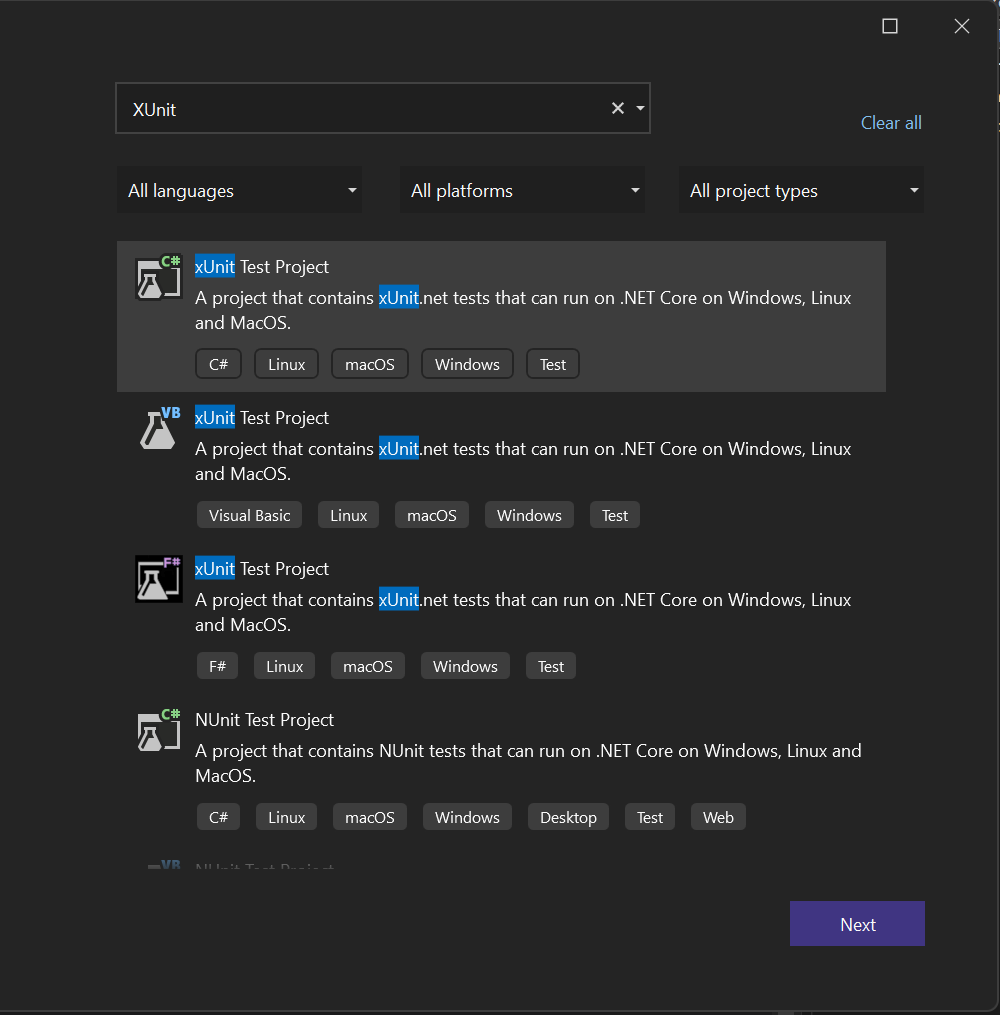 XUnit
Clear all
All languages
All platforms
All project types
C#
xUnit Test Project
A project that contains xUnit.net tests that can run on .NET Core on Windows, Linux
and MacOS.
C# Linux macOS Windows Test
VB
xUnit Test Project
A project that contains xUnit.net tests that can run on .NET Core on Windows, Linux
and MacOS.
Visual Basic Linux macOS Windows Test
F#
xUnit Test Project
A project that contains xUnit.net tests that can run on .NET Core on Windows, Linux
and MacOS.
F# Linux macOS Windows Test
C#
NUnit Test Project
A project that contains NUnit tests that can run on .NET Core on Windows, Linux and
MacOS.
C# Linux macOS Windows Desktop Test Web
VB
NUnit Test Project
Next